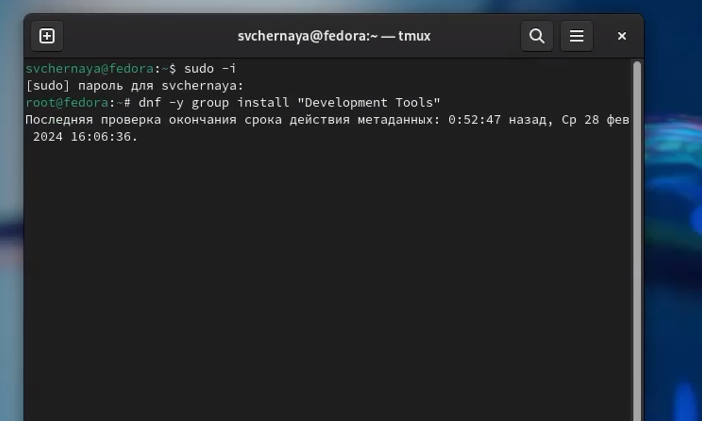 svchernaya@fedora:~ — tmux
svchernaya@fedora:~$ sudo -i
[sudo] пароль для svchernaya:
root@fedora:~# dnf -y group install "Development Tools"
Последняя проверка окончания срока действия метаданных: 0:52:47 назад, Ср 28 фев
 2024 16:06:36.